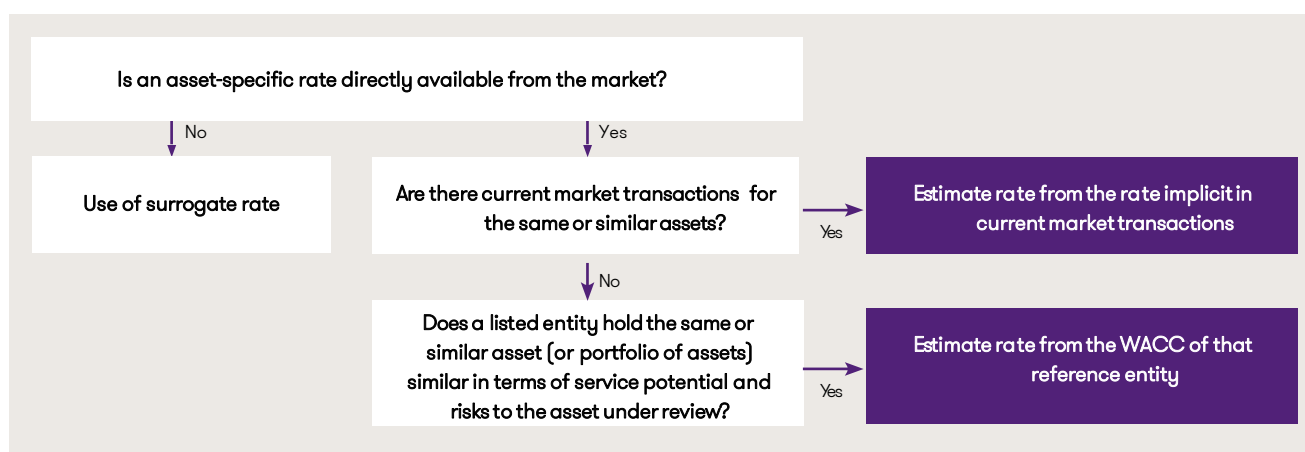 Is an asset-specific rate directly available from the market?
No
Yes
Use of surrogate rate
Are there current market transactions for
the same or similar assets?
Yes
Estimate rate from the rate implicit in
current market transactions
No
Does a listed entity hold the same or
similar asset (or portfolio of assets)
similar in terms of service potential and
risks to the asset under review?
Yes
Estimate rate from the WACC of that
reference entity